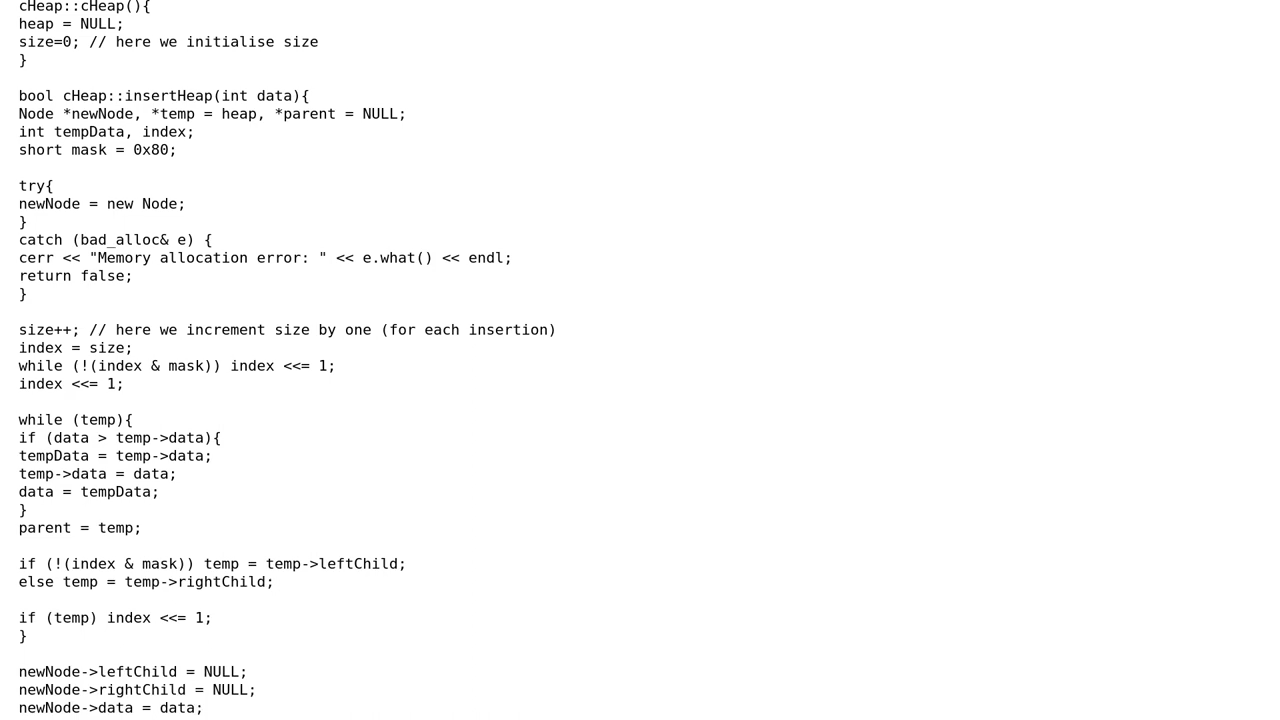 cHeap::cHeap(){
heap = NULL;
size=0; // here we initialise size
}
bool cHeap::insertHeap(int data){
Node *newNode, *temp = heap, *parent = NULL;
int tempData, index;
short mask = 0x80;
try{
newNode = new Node;
}
catch (bad_alloc& e) {
cerr << "Memory allocation error: " << e.what() << endl;
return false;
}
size++; // here we increment size by one (for each insertion)
index = size;
while (!(index & mask)) index <<= 1;
index <<= 1;
while (temp){
if (data > temp->data){
tempData = temp->data;
temp->data = data;
data = tempData;
}
parent = temp;
if (!(index & mask)) temp = temp->leftChild;
else temp = temp->rightChild;
if (temp) index <<= 1;
}
newNode->leftChild = NULL;
newNode->rightChild = NULL;
newNode->data = data;